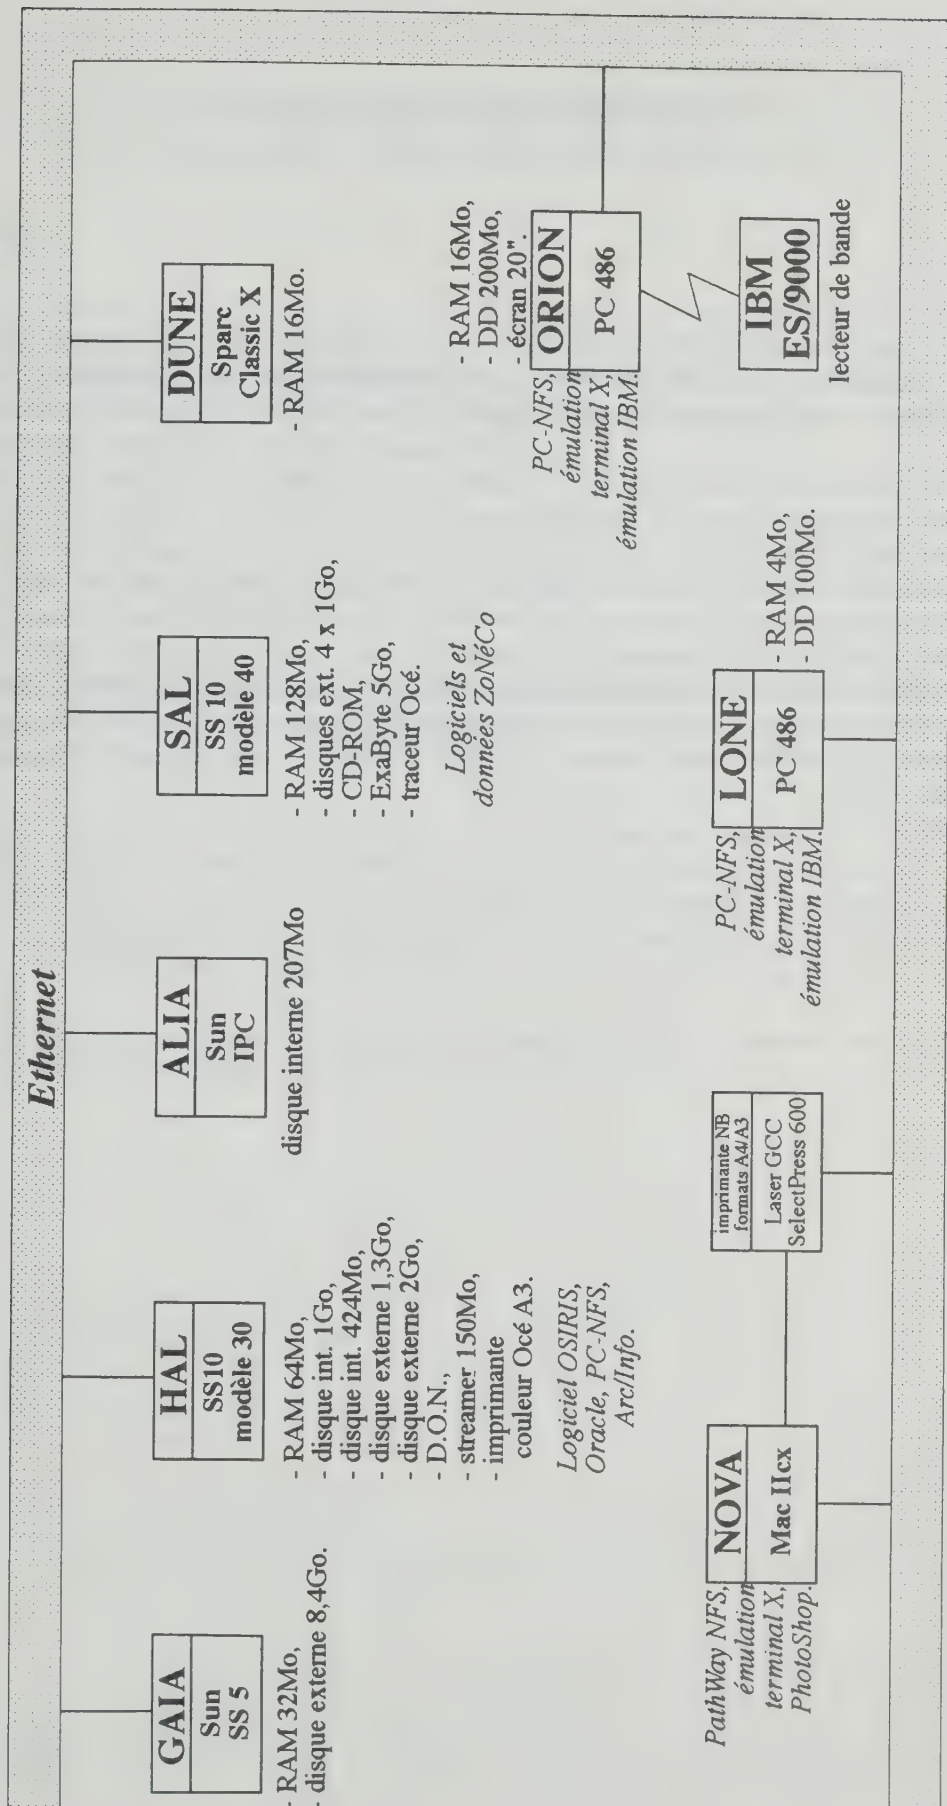 Ethernet
GAIA
Sun
SS 5
- RAM 32Mo,
- disque externe 8,4Go.
HAL
SS10
modèle 30
- RAM 64Mo,
- disque int. 1Go,
- disque int. 424Mo,
- disque externe 1,3Go,
- disque externe 2Go,
- D.O.N.,
- streamer 150Mo,
- imprimante
couleur Océ A3.
Logiciel OSIRIS,
Oracle, PC-NFS,
Arc/Info.
ALIA
Sun
IPC
disque interne 207Mo
SAL
SS 10
modèle 40
- RAM 128Mo,
- disques ext. 4 x 1Go,
- CD-ROM,
- ExaByte 5Go,
- traceur Océ.
Logiciels et
données ZoNéCo
DUNE
Sparc
Classic X
- RAM 16Mo.
PathWay NFS,
émulation
terminal X,
PhotoShop.
NOVA
Mac IIcx
imprimante NB
formats A4/A3
Laser GCC
SelectPress 600
PC-NFS,
émulation
terminal X,
émulation IBM.
LONE
PC 486
- RAM 4Mo,
- DD 100Mo.
PC-NFS,
émulation
terminal X,
émulation IBM.
- RAM 16Mo,
- DD 200Mo,
- écran 20".
ORION
PC 486
IBM
ES/9000
lecteur de bande